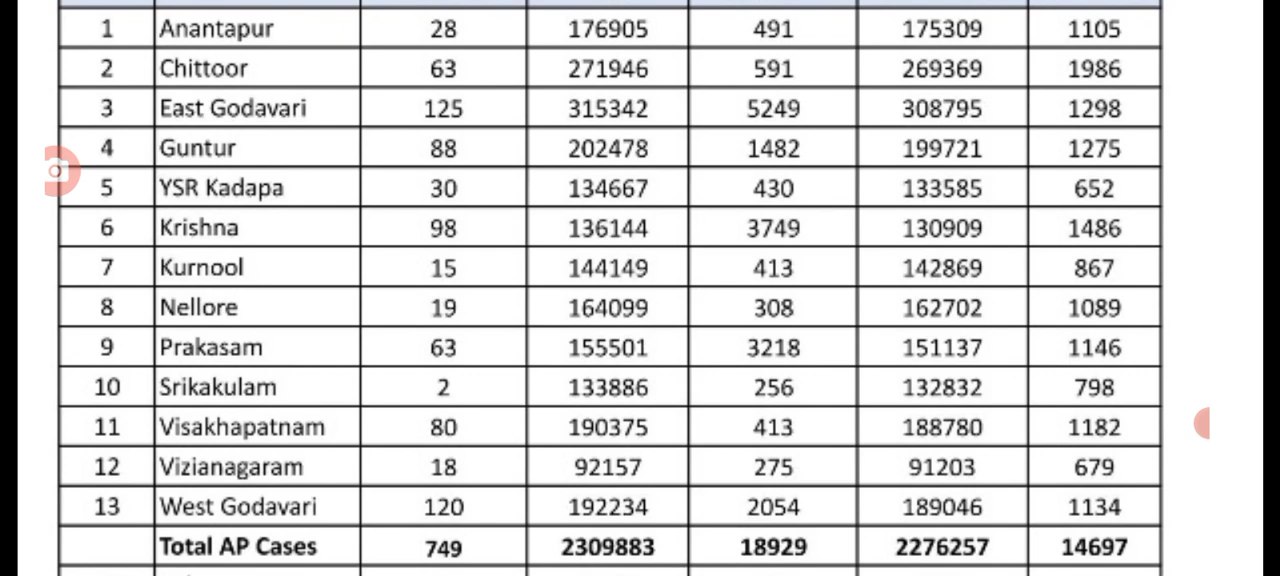 1 Anantapur 28 176905 491 175309 1105
2 Chittoor 63 271946 591 269369 1986
3 East Godavari 125 315342 5249 308795 1298
4 Guntur 88 202478 1482 199721 1275
5 YSR Kadapa 30 134667 430 133585 652
6 Krishna 98 136144 3749 130909 1486
7 Kurnool 15 144149 413 142869 867
8 Nellore 19 164099 308 162702 1089
9 Prakasam 63 155501 3218 151137 1146
10 Srikakulam 2 133886 256 132832 798
11 Visakhapatnam 80 190375 413 188780 1182
12 Vizianagaram 18 92157 275 91203 679
13 West Godavari 120 192234 2054 189046 1134
Total AP Cases 749 2309883 18929 2276257 14697